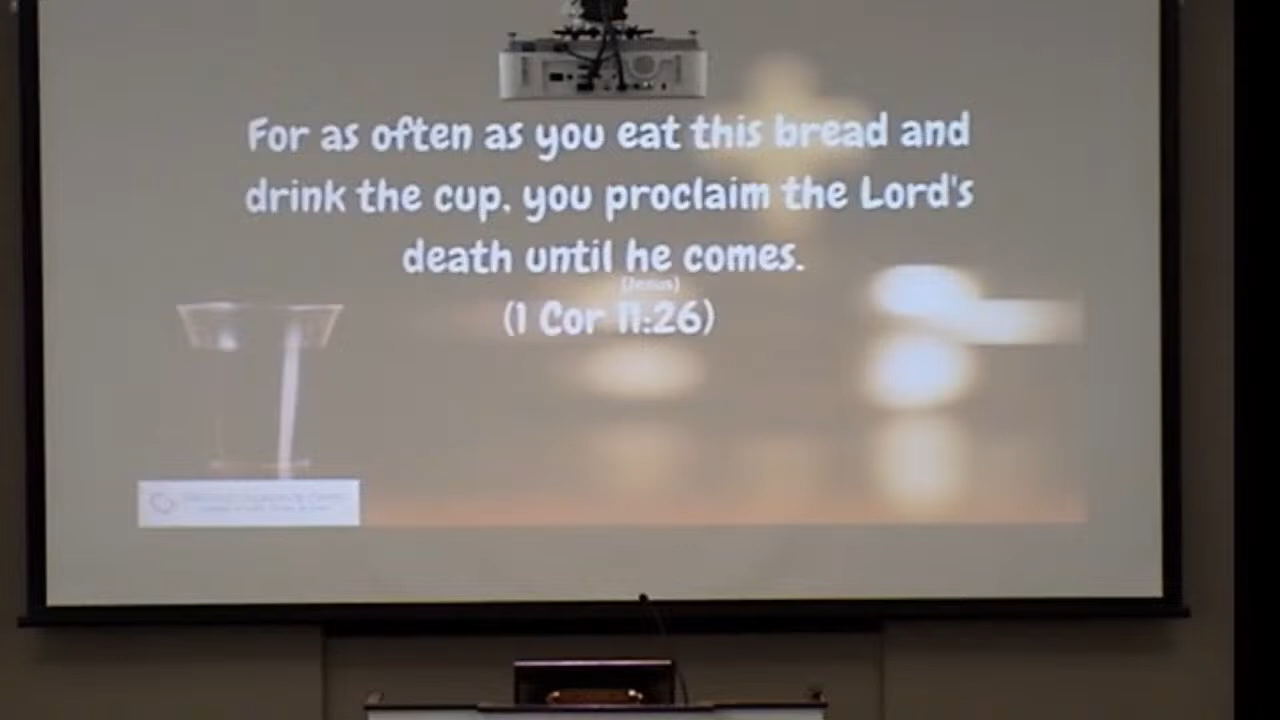 For as often as you eat this bread and
drink the cup, you proclaim the Lord's
death until he comes.
(Jesus)
(1 Cor 11:26)